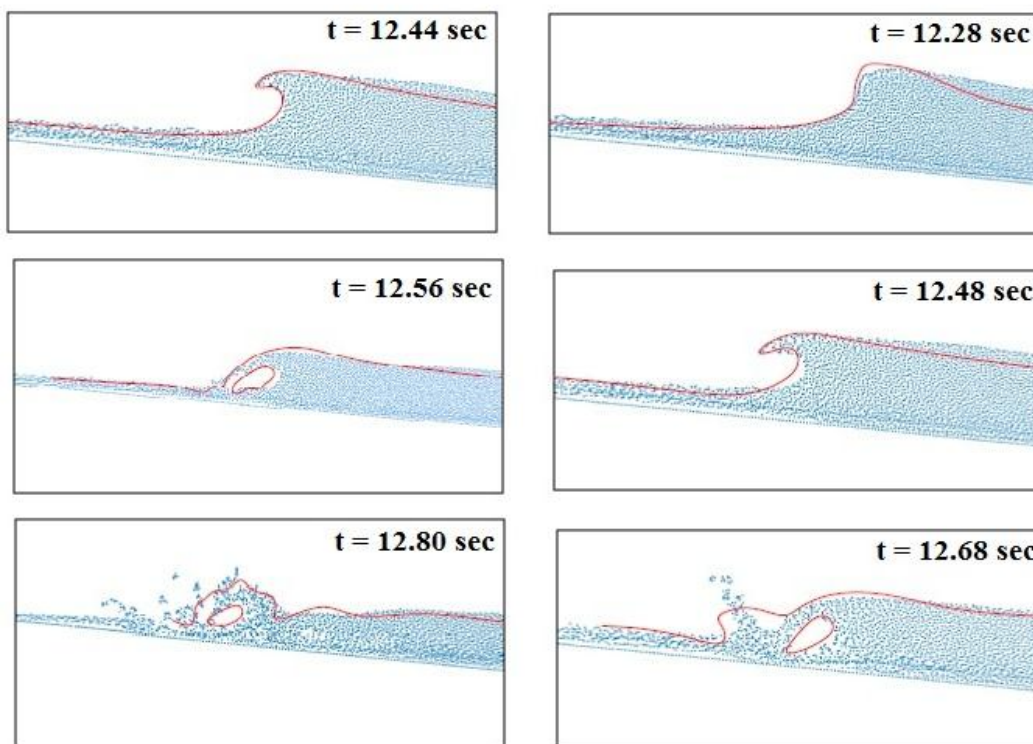 t = 12.44 sec
t = 12.28 sec
t = 12.56 sec
t = 12.48 sec
t = 12.80 sec
t = 12.68 sec